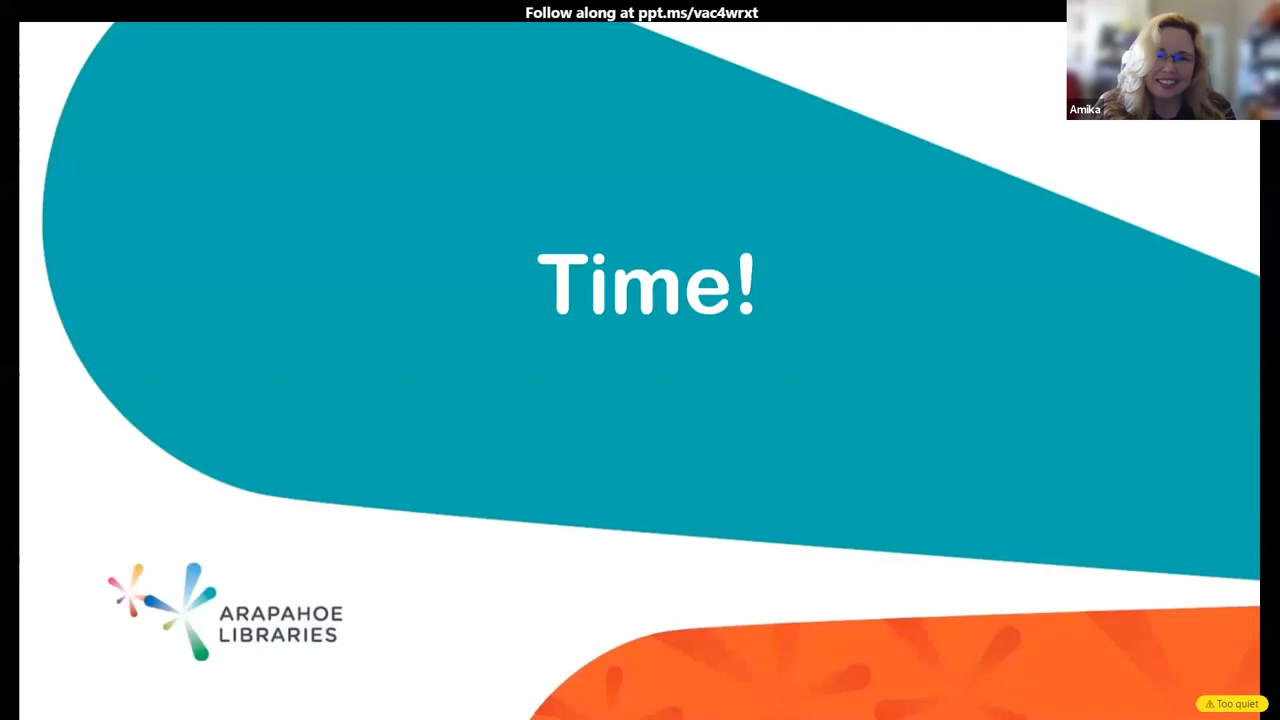 Follow along at ppt.ms/vac4wrxt
Amika
Time!
ARAPAHOE
LIBRARIES
⚠ Too quiet